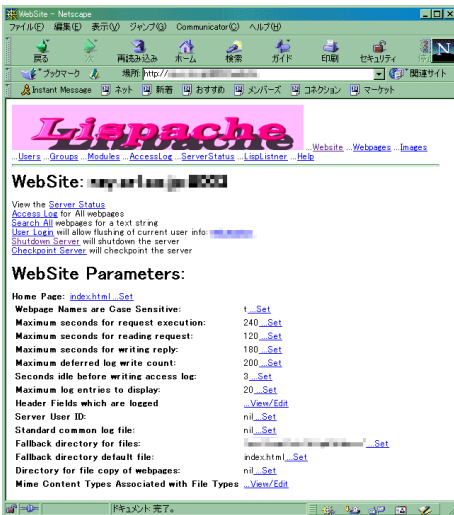 WebSite - Netscape
ファイル(F) 編集(E) 表示(V) ジャンプ(G) Communicator(C) ヘルプ(H)
戻る 次 再読み込み ホーム 検索 ガイド 印刷 セキュリティ
ブックマーク 場所: http:// 関連サイト
Instant Message ネット 新着 おすすめ メンバーズ コネクション マーケット
Lispache ...Website ...Webpages ...Images
...Users ...Groups ...Modules ...AccessLog ...ServerStatus ...LispListner ...Help
WebSite:
View the Server Status
Access Log for All webpages
Search All webpages for a text string
User Login will allow flushing of current user info:
Shutdown Server will shutdown the server
Checkpoint Server will checkpoint the server
WebSite Parameters:
Home Page: index.html ...Set
Webpage Names are Case Sensitive: t ...Set
Maximum seconds for request execution: 240 ...Set
Maximum seconds for reading request: 120 ...Set
Maximum seconds for writing reply: 180 ...Set
Maximum deferred log write count: 200 ...Set
Seconds idle before writing access log: 3 ...Set
Maximum log entries to display: 20 ...Set
Header Fields which are logged ...View/Edit
Server User ID: nil ...Set
Standard common log file: nil ...Set
Fallback directory for files: ...Set
Fallback directory default file: index.html ...Set
Directory for file copy of webpages: nil ...Set
Mime Content Types Associated with File Types ...View/Edit
ドキュメント完了。